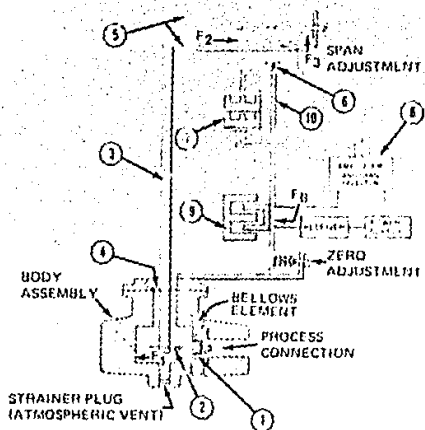 5
F2
F3
SPAN
ADJUSTMENT
6
10
3
8
9
F0
ZERO
ADJUSTMENT
4
BODY
ASSEMBLY
BELLOWS
ELEMENT
PROCESS
CONNECTION
STRAINER PLUG
(ATMOSPHERIC VENT)
2
1